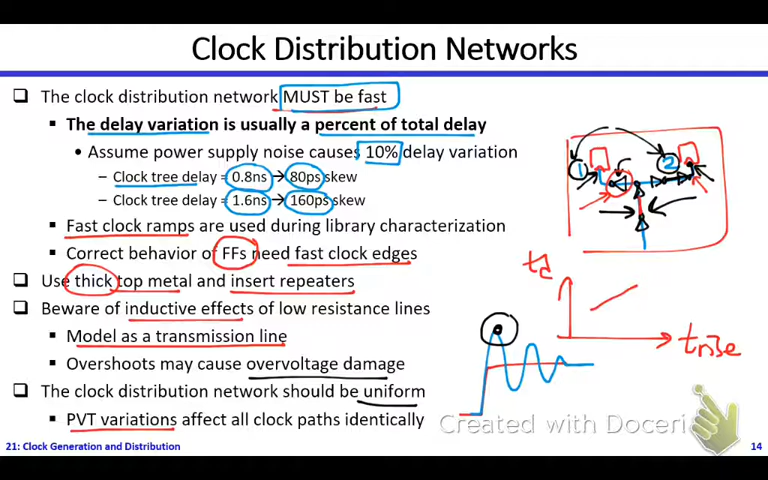 Clock Distribution Networks
❑ The clock distribution network MUST be fast
▪ The delay variation is usually a percent of total delay
• Assume power supply noise causes 10% delay variation
– Clock tree delay = 0.8ns → 80ps skew
– Clock tree delay = 1.6ns → 160ps skew
▪ Fast clock ramps are used during library characterization
▪ Correct behavior of FFs need fast clock edges
❑ Use thick top metal and insert repeaters
❑ Beware of inductive effects of low resistance lines
▪ Model as a transmission line
▪ Overshoots may cause overvoltage damage
❑ The clock distribution network should be uniform
▪ PVT variations affect all clock paths identically
1
2
td
trise
Created with Doceri
21: Clock Generation and Distribution
14